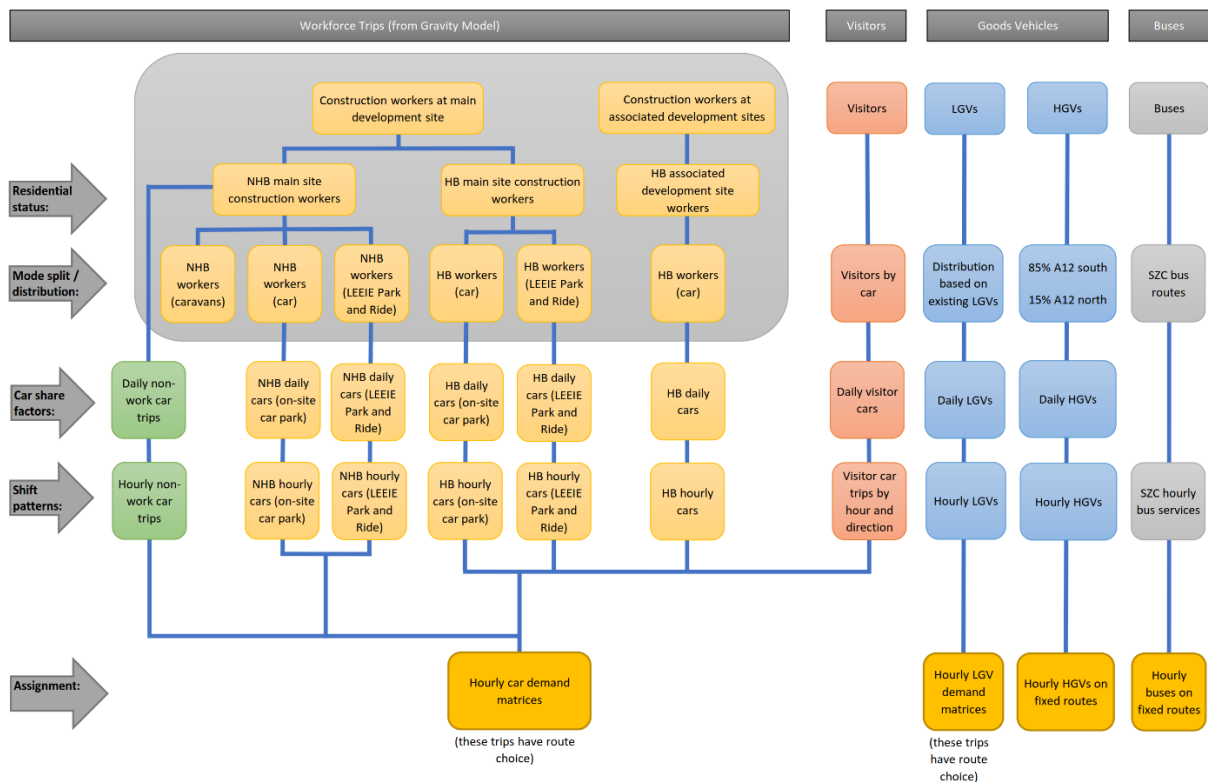 Workforce Trips (from Gravity Model)
Visitors
Goods Vehicles
Buses
Construction workers at main
development site
Construction workers at
associated development sites
Visitors
LGVs
HGVs
Buses
Residential
status:
NHB main site
construction workers
HB main site construction
workers
HB associated
development site
workers
Mode split /
distribution:
NHB
workers
(caravans)
NHB
workers
(car)
NHB
workers
(LEEIE Park
and Ride)
HB workers
(car)
HB workers
(LEEIE Park
and Ride)
HB workers
(car)
Visitors by
car
Distribution
based on
existing LGVs
85% A12 south
15% A12 north
SZC bus
routes
Car share
factors:
Daily non-
work car
trips
NHB daily
cars (on-site
car park)
NHB daily
cars (LEEIE
Park and
Ride)
HB daily
cars (on-site
car park)
HB daily
cars (LEEIE
Park and
Ride)
HB daily
cars
Daily visitor
cars
Daily LGVs
Daily HGVs
Shift
patterns:
Hourly non-
work car
trips
NHB hourly
cars (on-site
car park)
NHB hourly
cars (LEEIE
Park and
Ride)
HB hourly
cars (on-site
car park)
HB hourly
cars (LEEIE
Park and
Ride)
HB hourly
cars
Visitor car
trips by
hour and
direction
Hourly LGVs
Hourly HGVs
SZC hourly
bus services
Assignment:
Hourly car demand
matrices
(these trips have route
choice)
Hourly LGV
demand
matrices
(these trips
have route
choice)
Hourly HGVs on
fixed routes
Hourly
buses on
fixed routes